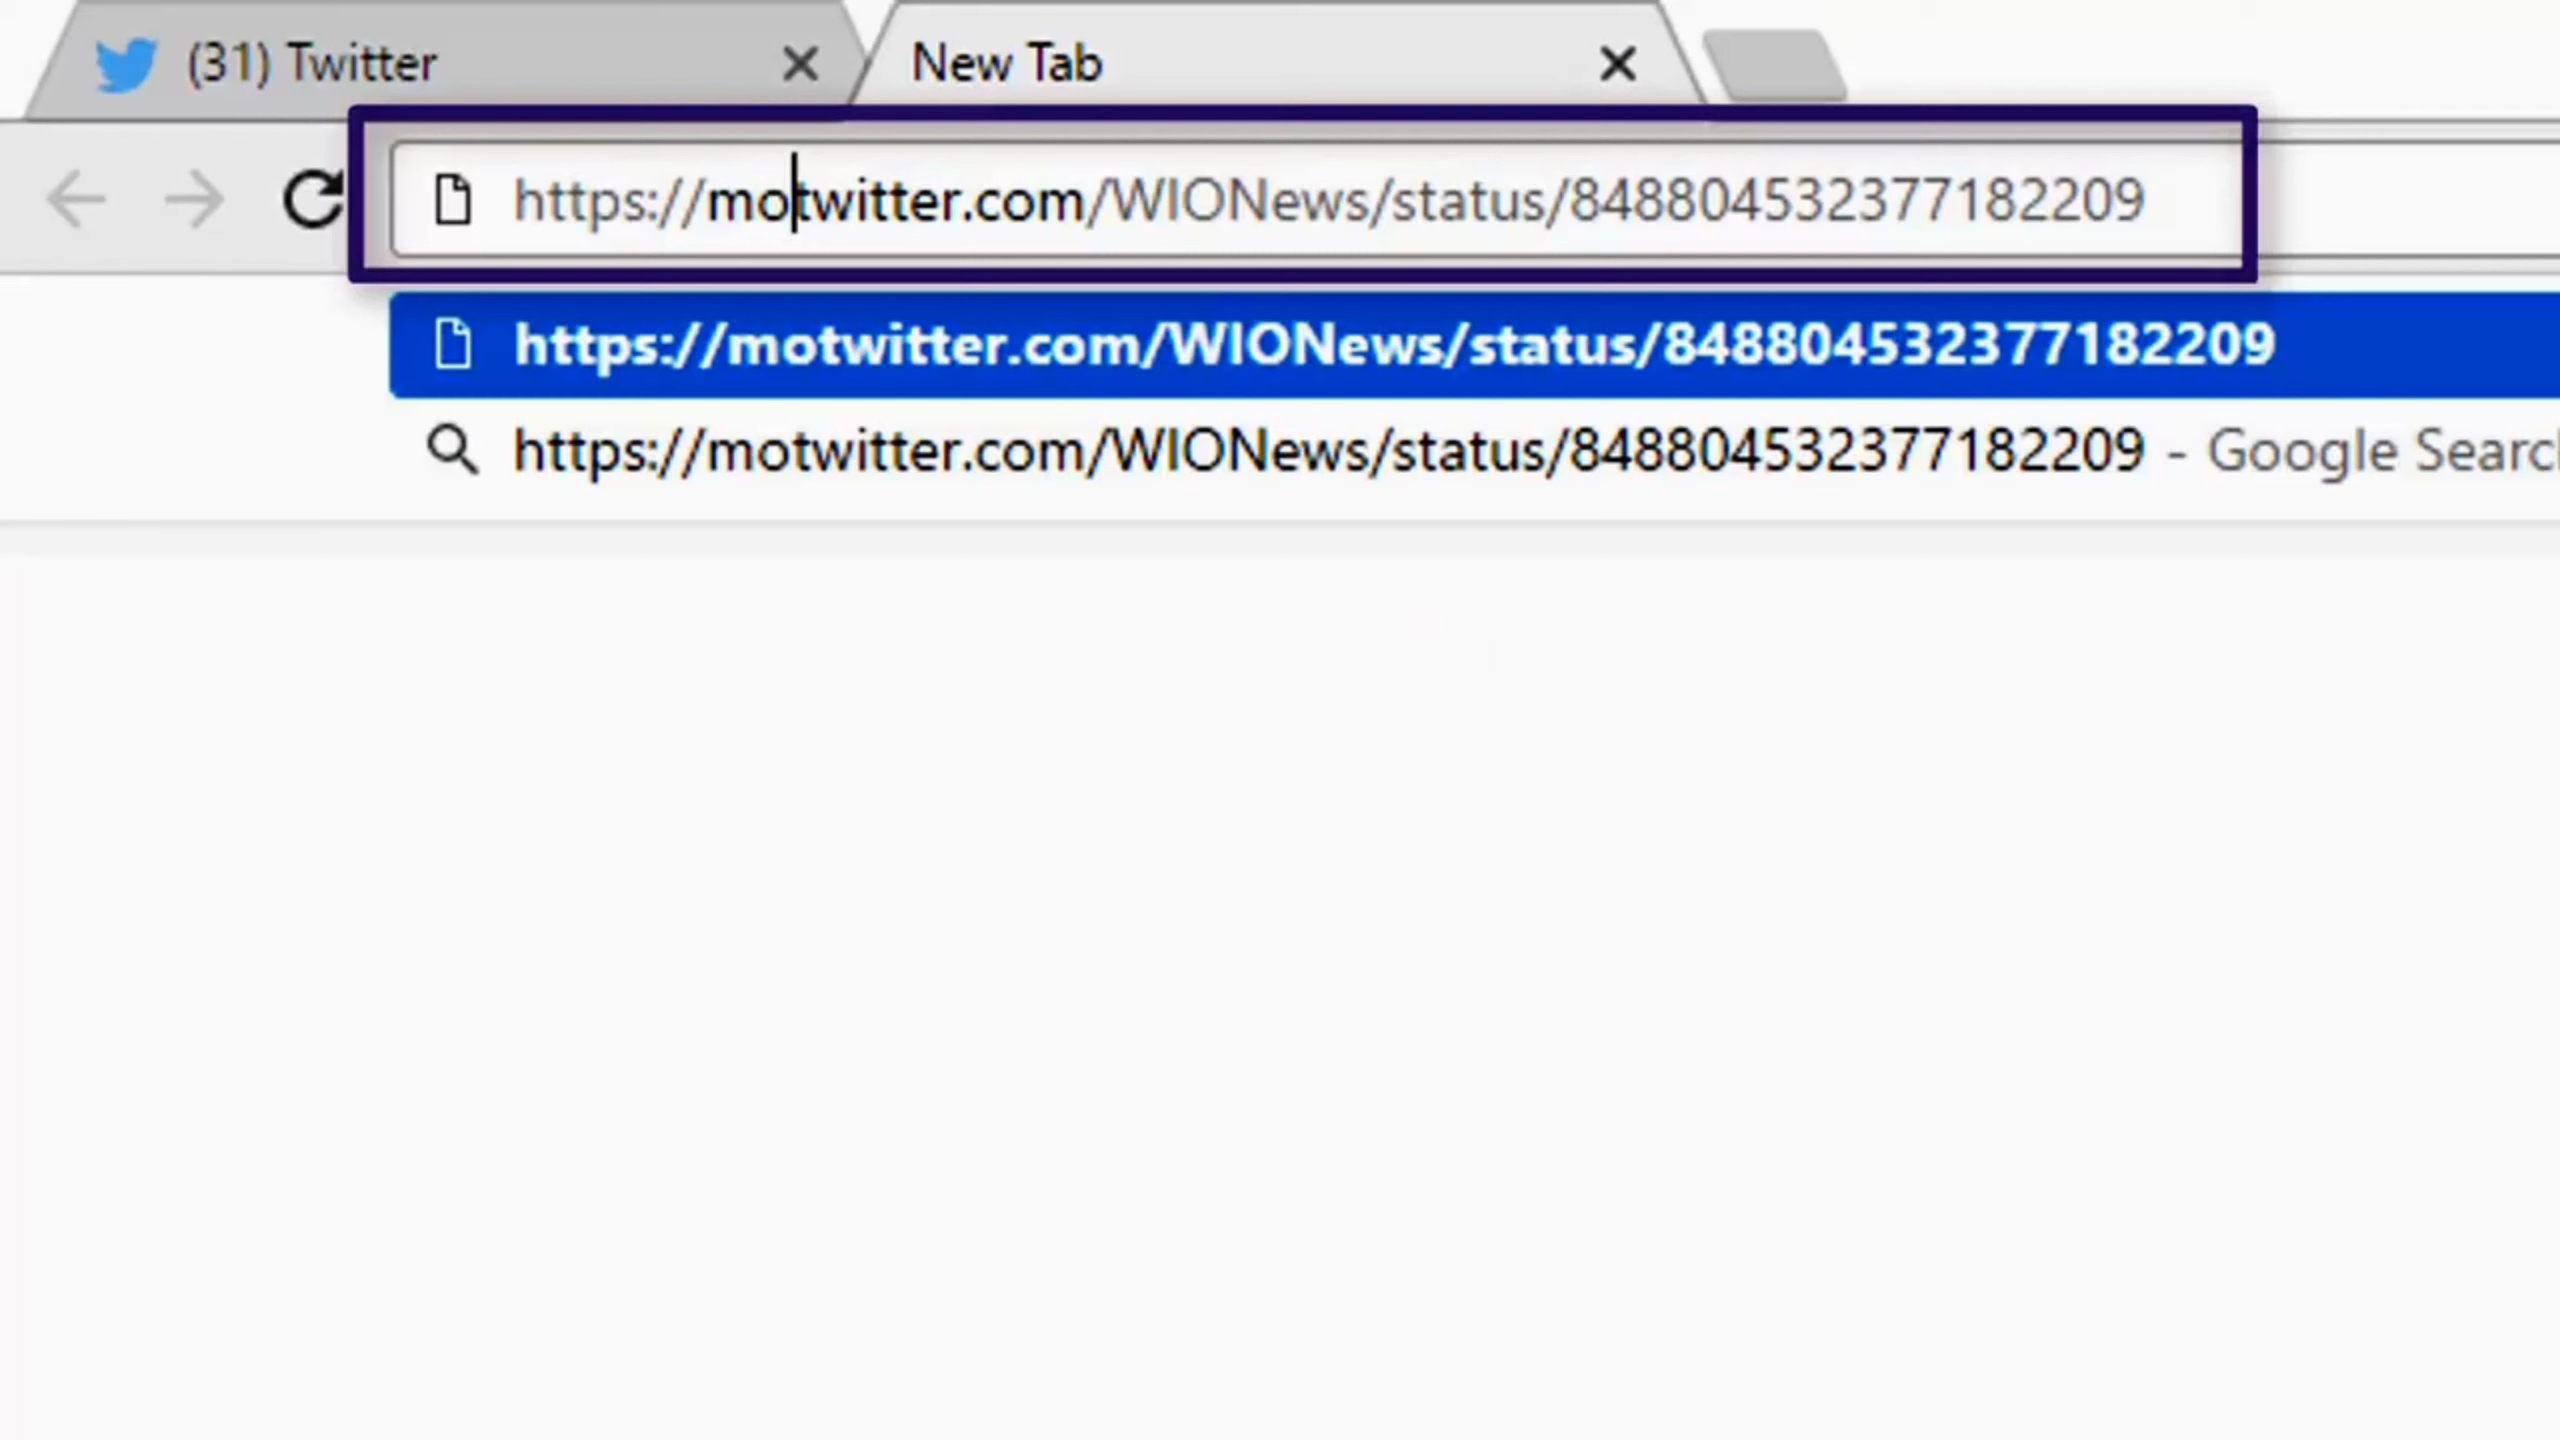 (31) Twitter
New Tab
https://motwitter.com/WIONews/status/848804532377182209
https://motwitter.com/WIONews/status/848804532377182209
https://motwitter.com/WIONews/status/848804532377182209 - Google Search